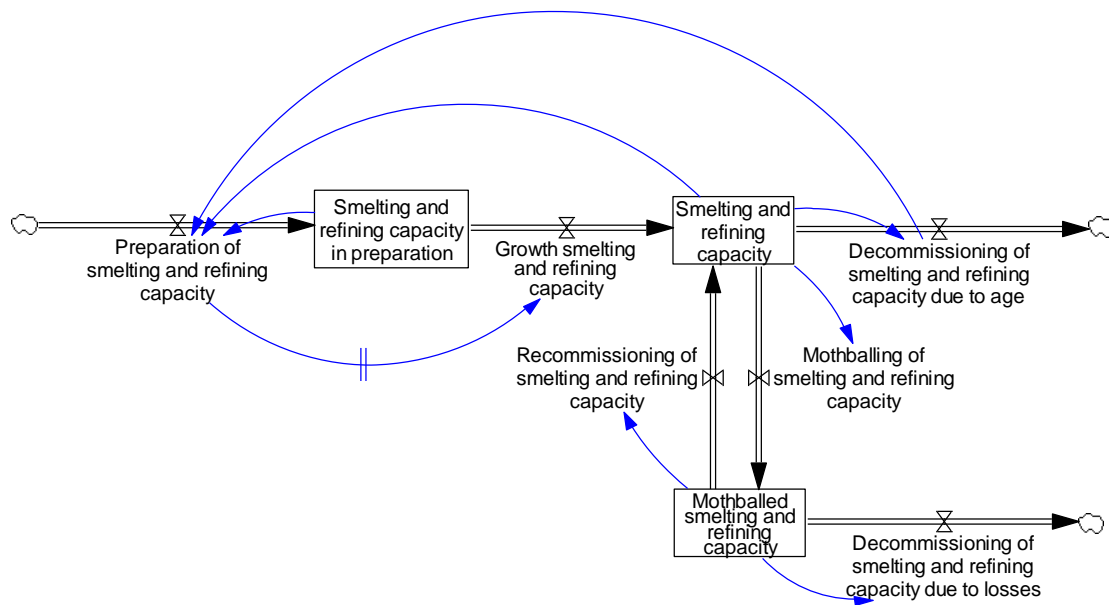 Smelting and
refining capacity
in preparation
Smelting and
refining
capacity
Preparation of
smelting and refining
capacity
Growth smelting
and refining
capacity
Decommissioning of
smelting and refining
capacity due to age
Recommissioning of
smelting and refining
capacity
Mothballing of
smelting and refining
capacity
Mothballed
smelting and
refining
capacity
Decommissioning of
smelting and refining
capacity due to losses